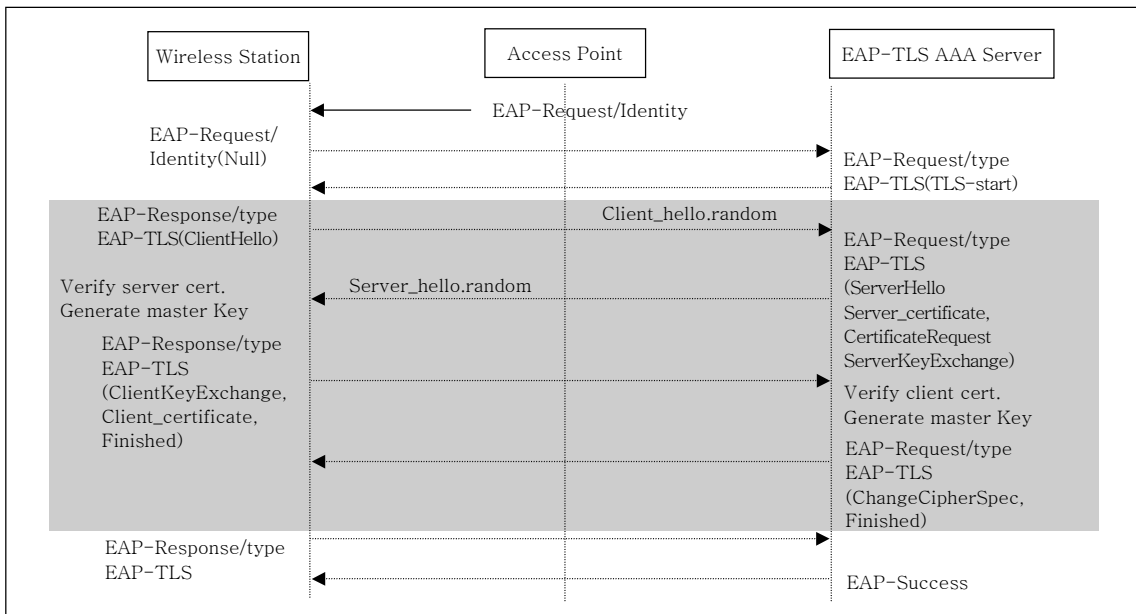 Wireless Station
Access Point
EAP-TLS AAA Server
EAP-Request/Identity
EAP-Request/
Identity(Null)
EAP-Request/type
EAP-TLS(TLS-start)
EAP-Response/type
EAP-TLS(ClientHello)
Client_hello.random
EAP-Request/type
EAP-TLS
(ServerHello
Server_certificate,
CertificateRequest
ServerKeyExchange)
Server_hello.random
Verify server cert.
Generate master Key
EAP-Response/type
EAP-TLS
(ClientKeyExchange,
Client_certificate,
Finished)
Verify client cert.
Generate master Key
EAP-Request/type
EAP-TLS
(ChangeCipherSpec,
Finished)
EAP-Response/type
EAP-TLS
EAP-Success